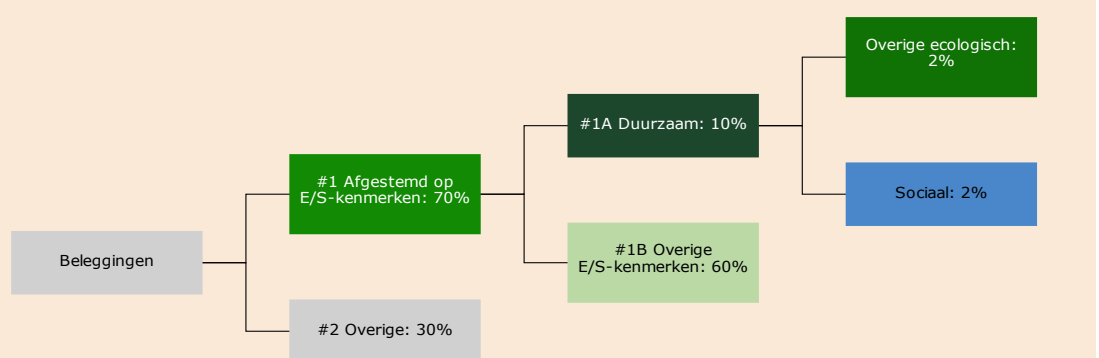 Overige ecologisch:
2%
#1A Duurzaam: 10%
#1 Afgestemd op
E/S-kenmerken: 70%
Sociaal: 2%
Beleggingen
#1B Overige
E/S-kenmerken: 60%
#2 Overige: 30%